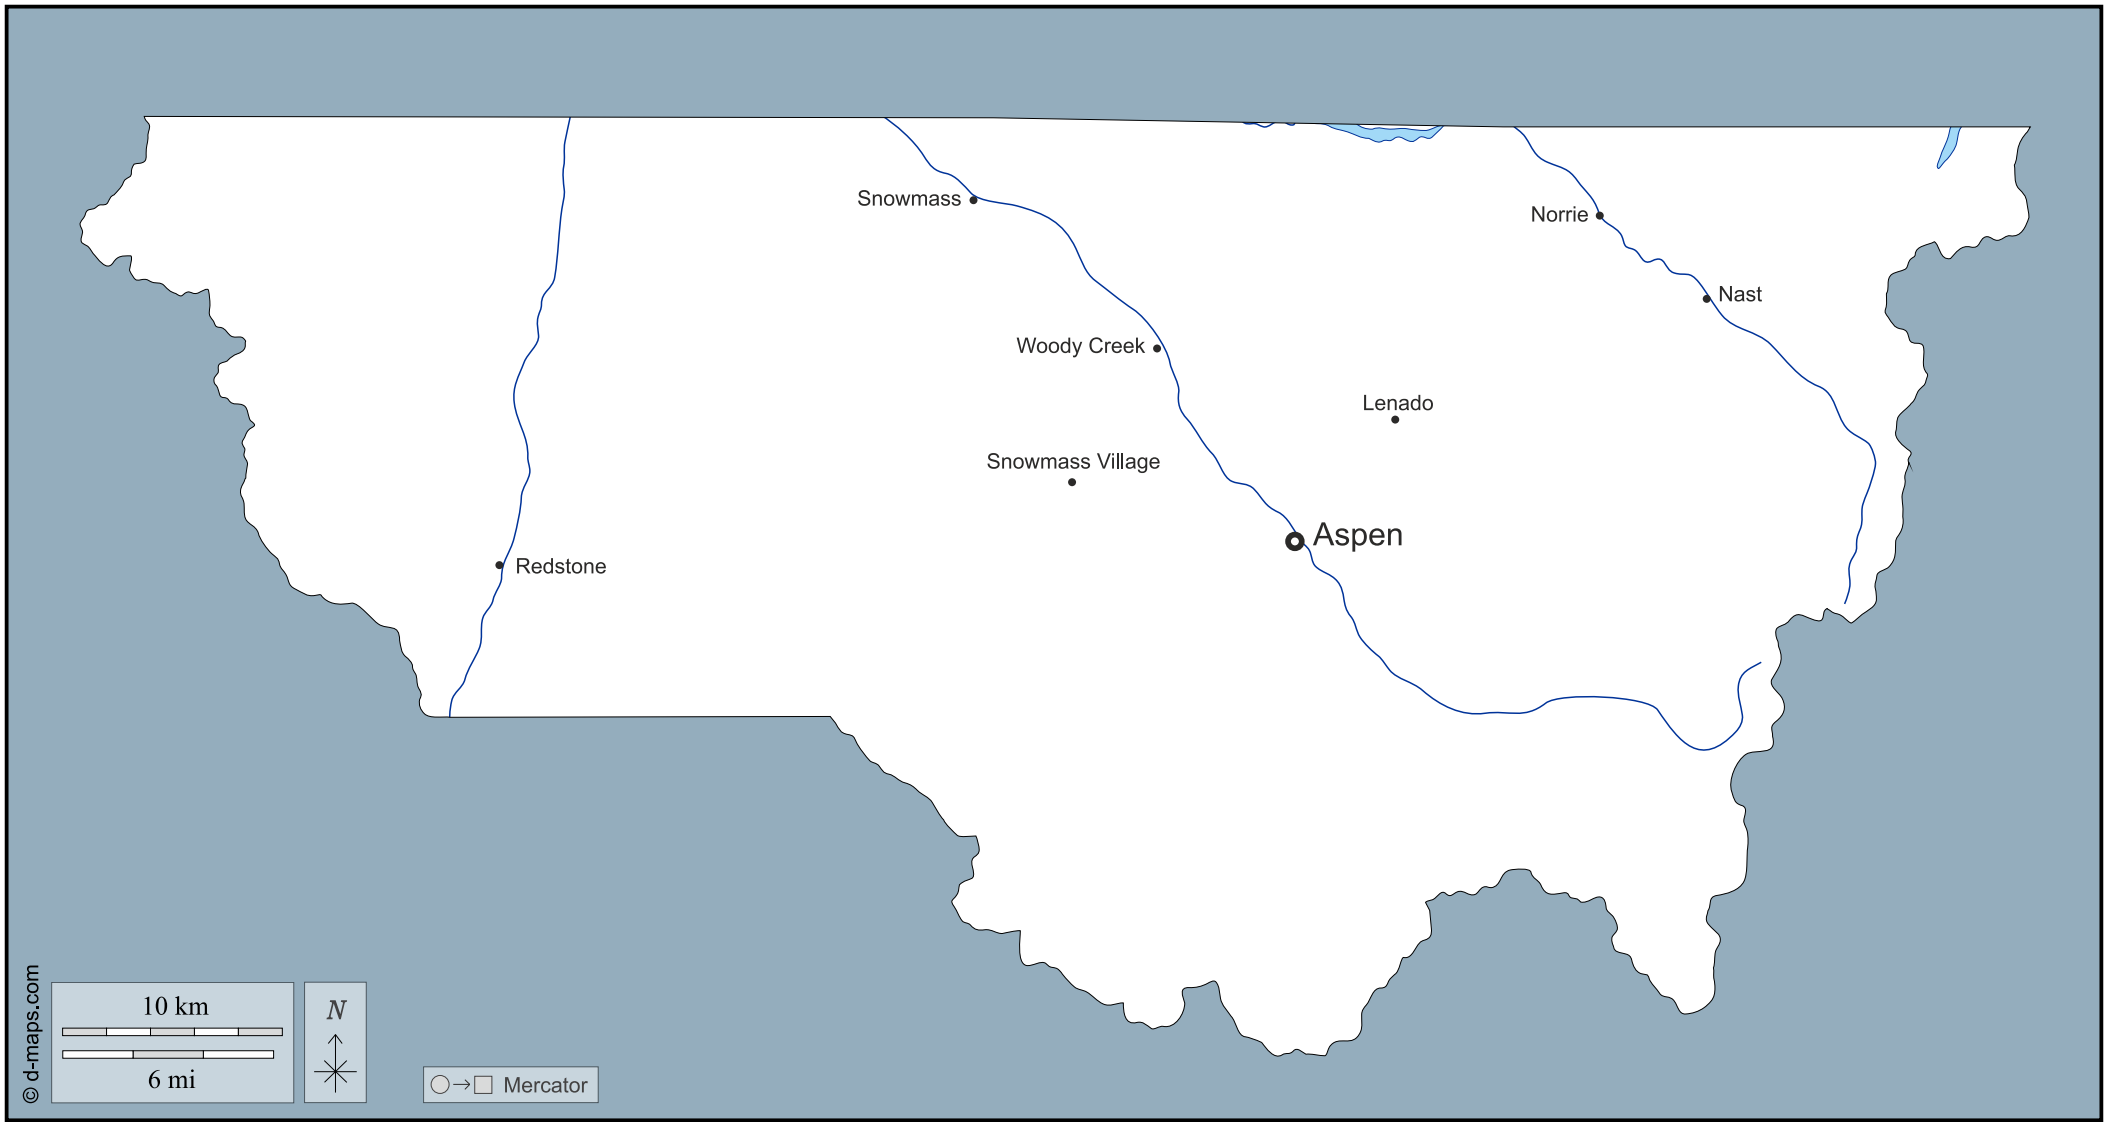 Snowmass
Norrie
Nast
Woody Creek
Lenado
Snowmass Village
Aspen
Redstone
© d-maps.com
10 km
6 mi
N
Mercator